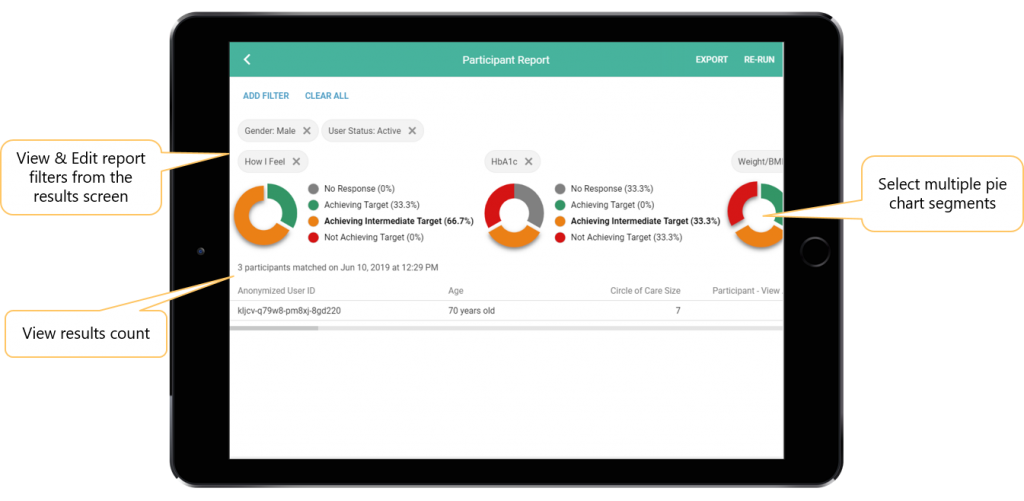 Participant Report
EXPORT
RE-RUN
ADD FILTER
CLEAR ALL
Gender: Male
User Status: Active
View & Edit report
filters from the
results screen
How I Feel
HbA1c
Weight/BMI
No Response (0%)
Achieving Target (33.3%)
Achieving Intermediate Target (66.7%)
Not Achieving Target (0%)
No Response (33.3%)
Achieving Target (0%)
Achieving Intermediate Target (33.3%)
Not Achieving Target (33.3%)
Select multiple pie
chart segments
3 participants matched on Jun 10, 2019 at 12:29 PM
Anonymized User ID
Age
Circle of Care Size
Participant - View
kljcv-q79w8-pm8xj-8gd220
70 years old
7
View results count